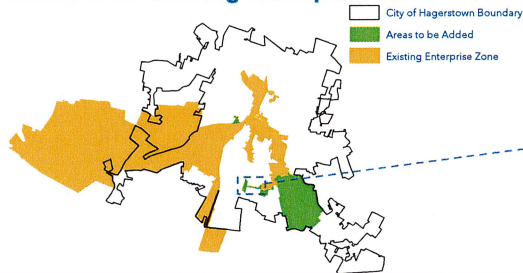 City of Hagerstown Boundary
Areas to be Added
Existing Enterprise Zone